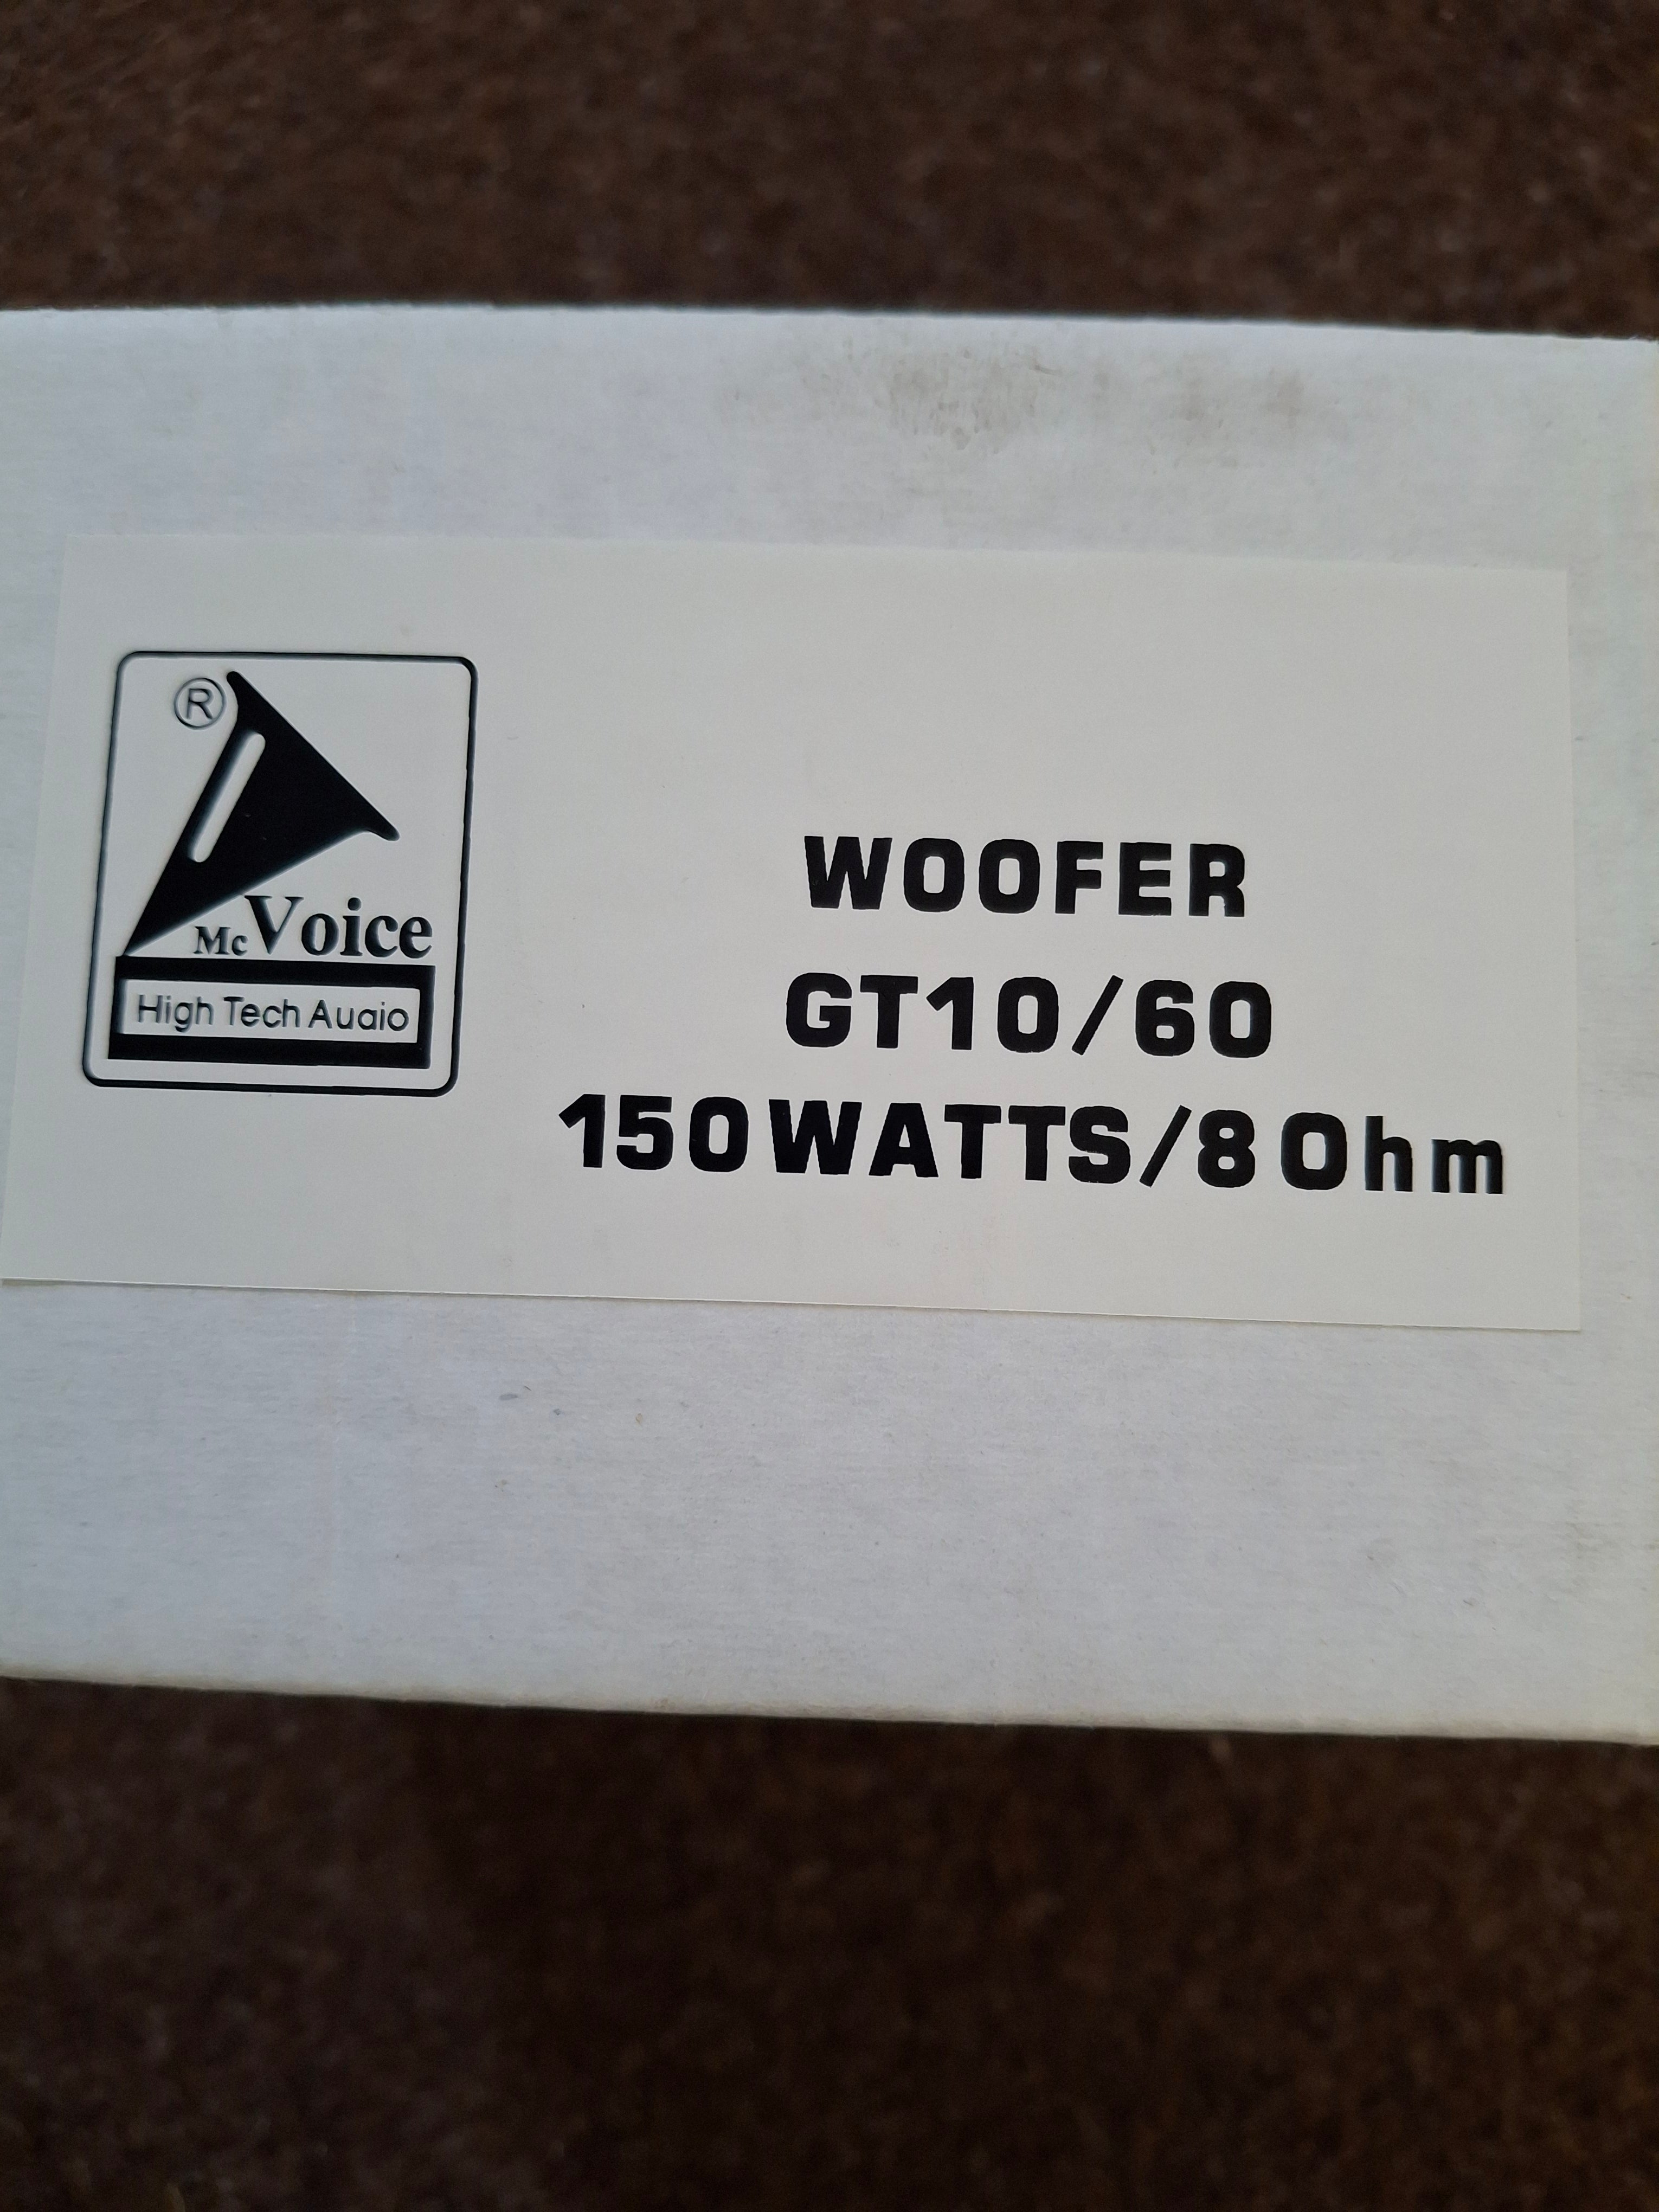 ®
Mc Voice
High Tech Auaio
WOOFER
GT10/60
150WATTS/8Ohm